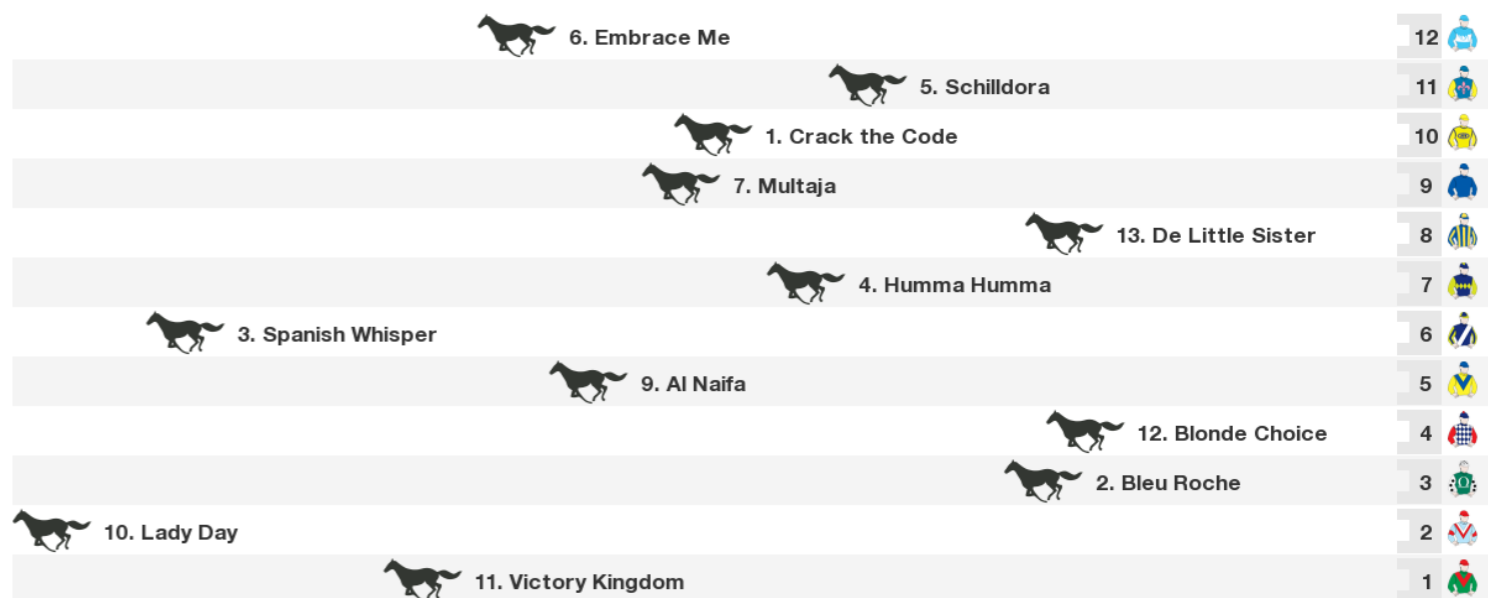 6. Embrace Me 12
5. Schilldora 11
1. Crack the Code 10
7. Multaja 9
13. De Little Sister 8
4. Humma Humma 7
3. Spanish Whisper 6
9. Al Naifa 5
12. Blonde Choice 4
2. Bleu Roche 3
10. Lady Day 2
11. Victory Kingdom 1